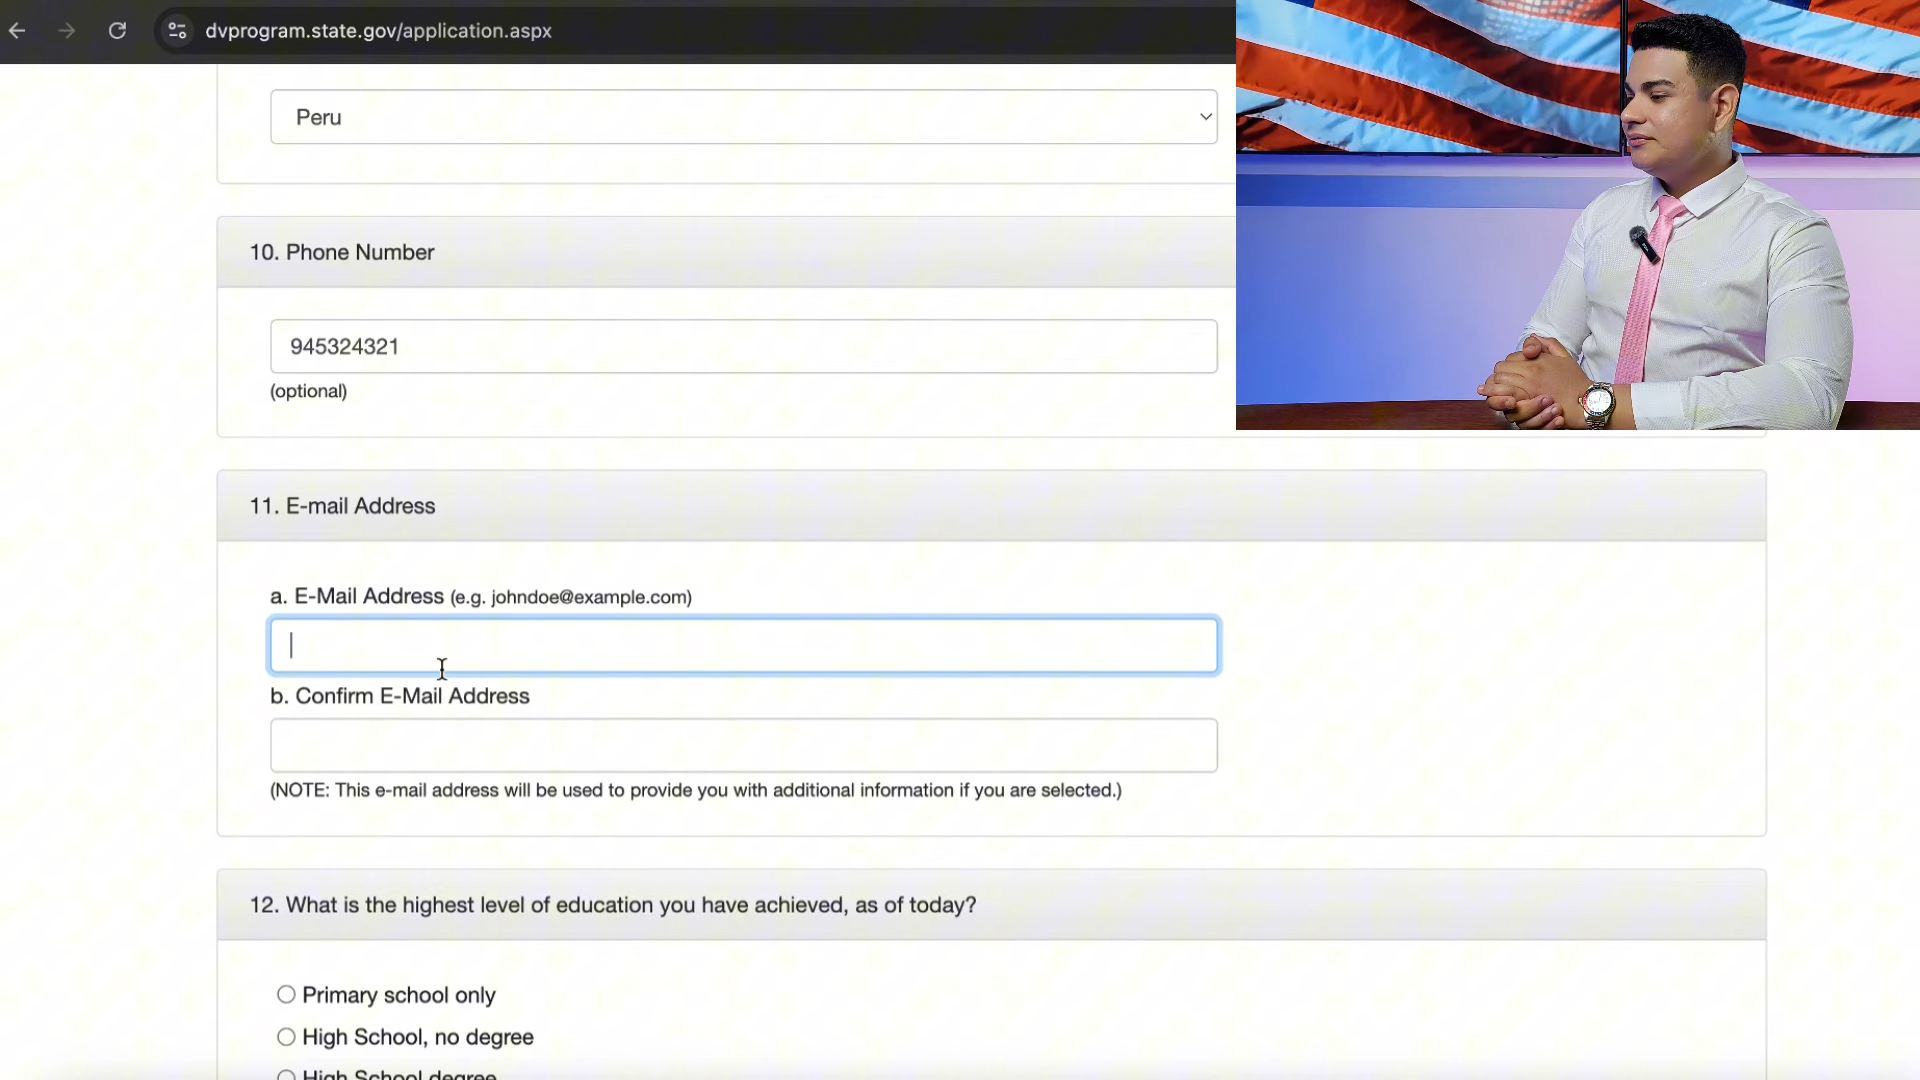 dvprogram.state.gov/application.aspx
Peru
10. Phone Number
945324321
(optional)
11. E-mail Address
a. E-Mail Address (e.g. johndoe@example.com)
b. Confirm E-Mail Address
(NOTE: This e-mail address will be used to provide you with additional information if you are selected.)
12. What is the highest level of education you have achieved, as of today?
Primary school only
High School, no degree
High School degree